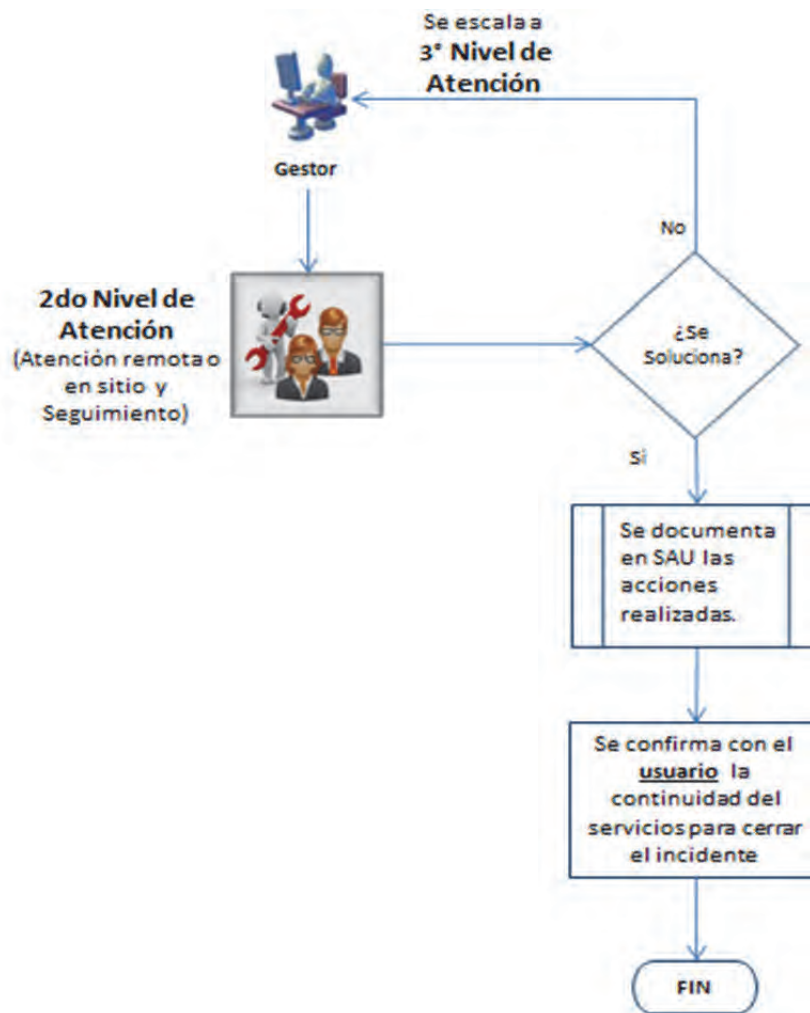 Se escala a
3° Nivel de
Atención
Gestor
No
2do Nivel de
Atención
(Atención remota o
en sitio y
Seguimiento)
¿Se
Soluciona?
Si
Se documenta
en SAU las
acciones
realizadas.
Se confirma con el
usuario la
continuidad del
servicios para cerrar
el incidente
FIN